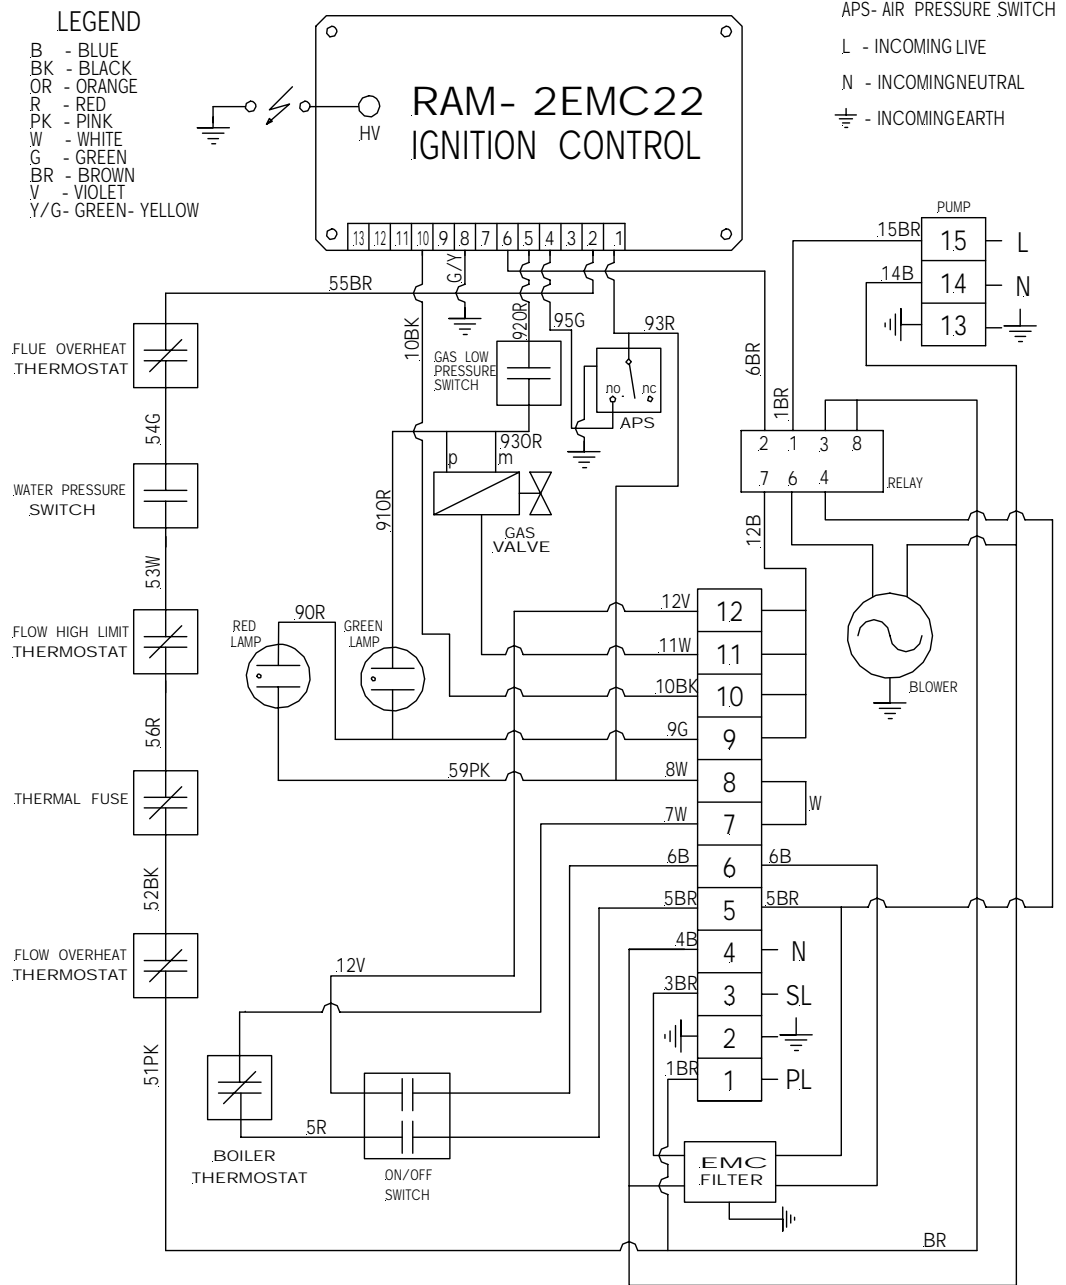 LEGEND
B - BLUE
BK - BLACK
OR - ORANGE
R - RED
PK - PINK
W - WHITE
G - GREEN
BR - BROWN
V - VIOLET
Y/G- GREEN- YELLOW
HV
RAM- 2EMC22
IGNITION CONTROL
APS- AIR PRESSURE SWITCH
L - INCOMING LIVE
N - INCOMING NEUTRAL
- INCOMING EARTH
13 12 11 10 9 8 7 6 5 4 3 2 1
PUMP
15BR 15 L
14B 14 N
13
55BR
G/Y
10BK
920R
95G
93R
6BR
1BR
FLUE OVERHEAT
THERMOSTAT
GAS LOW
PRESSURE
SWITCH
no nc
APS
54G
p
930R
m
2 1 3 8
7 6 4
RELAY
WATER PRESSURE
SWITCH
910R
GAS
VALVE
12B
53W
FLOW HIGH LIMIT
THERMOSTAT
RED
LAMP
90R
GREEN
LAMP
12V 12
11W 11
10BK 10
9G 9
BLOWER
56R
59PK
8W 8
W
7W 7
THERMAL FUSE
6B 6 6B
5BR 5 5BR
52BK
4B 4 N
FLOW OVERHEAT
THERMOSTAT
12V
3BR 3 SL
2
1BR 1 PL
51PK
5R
BOILER
THERMOSTAT
ON/OFF
SWITCH
EMC
FILTER
BR